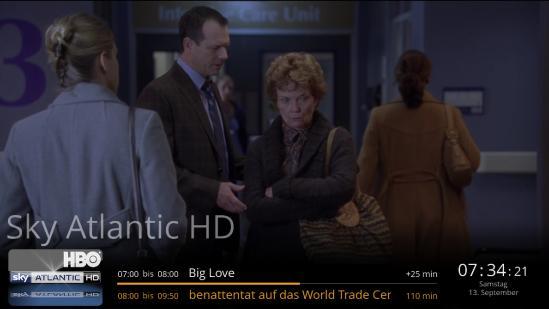 3
Intensive Care Unit
Sky Atlantic HD
HBO
sky ATLANTIC HD
07:00 bis 08:00 Big Love +25 min
08:00 bis 09:50 benattentat auf das World Trade Cer 110 min
07:34:21
Samstag
13. September